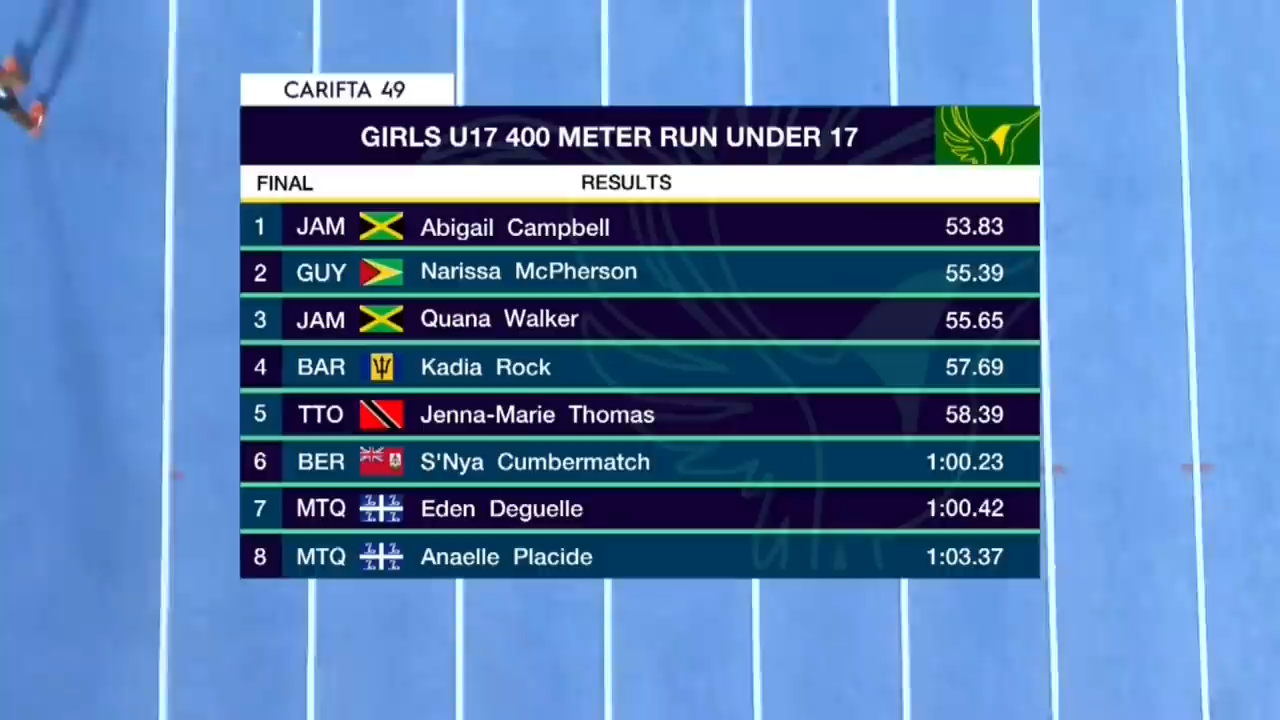 CARIFTA 49
GIRLS U17 400 METER RUN UNDER 17
FINAL RESULTS
1 JAM Abigail Campbell 53.83
2 GUY Narissa McPherson 55.39
3 JAM Quana Walker 55.65
4 BAR Kadia Rock 57.69
5 TTO Jenna-Marie Thomas 58.39
6 BER S'Nya Cumbermatch 1:00.23
7 MTQ Eden Deguelle 1:00.42
8 MTQ Anaelle Placide 1:03.37